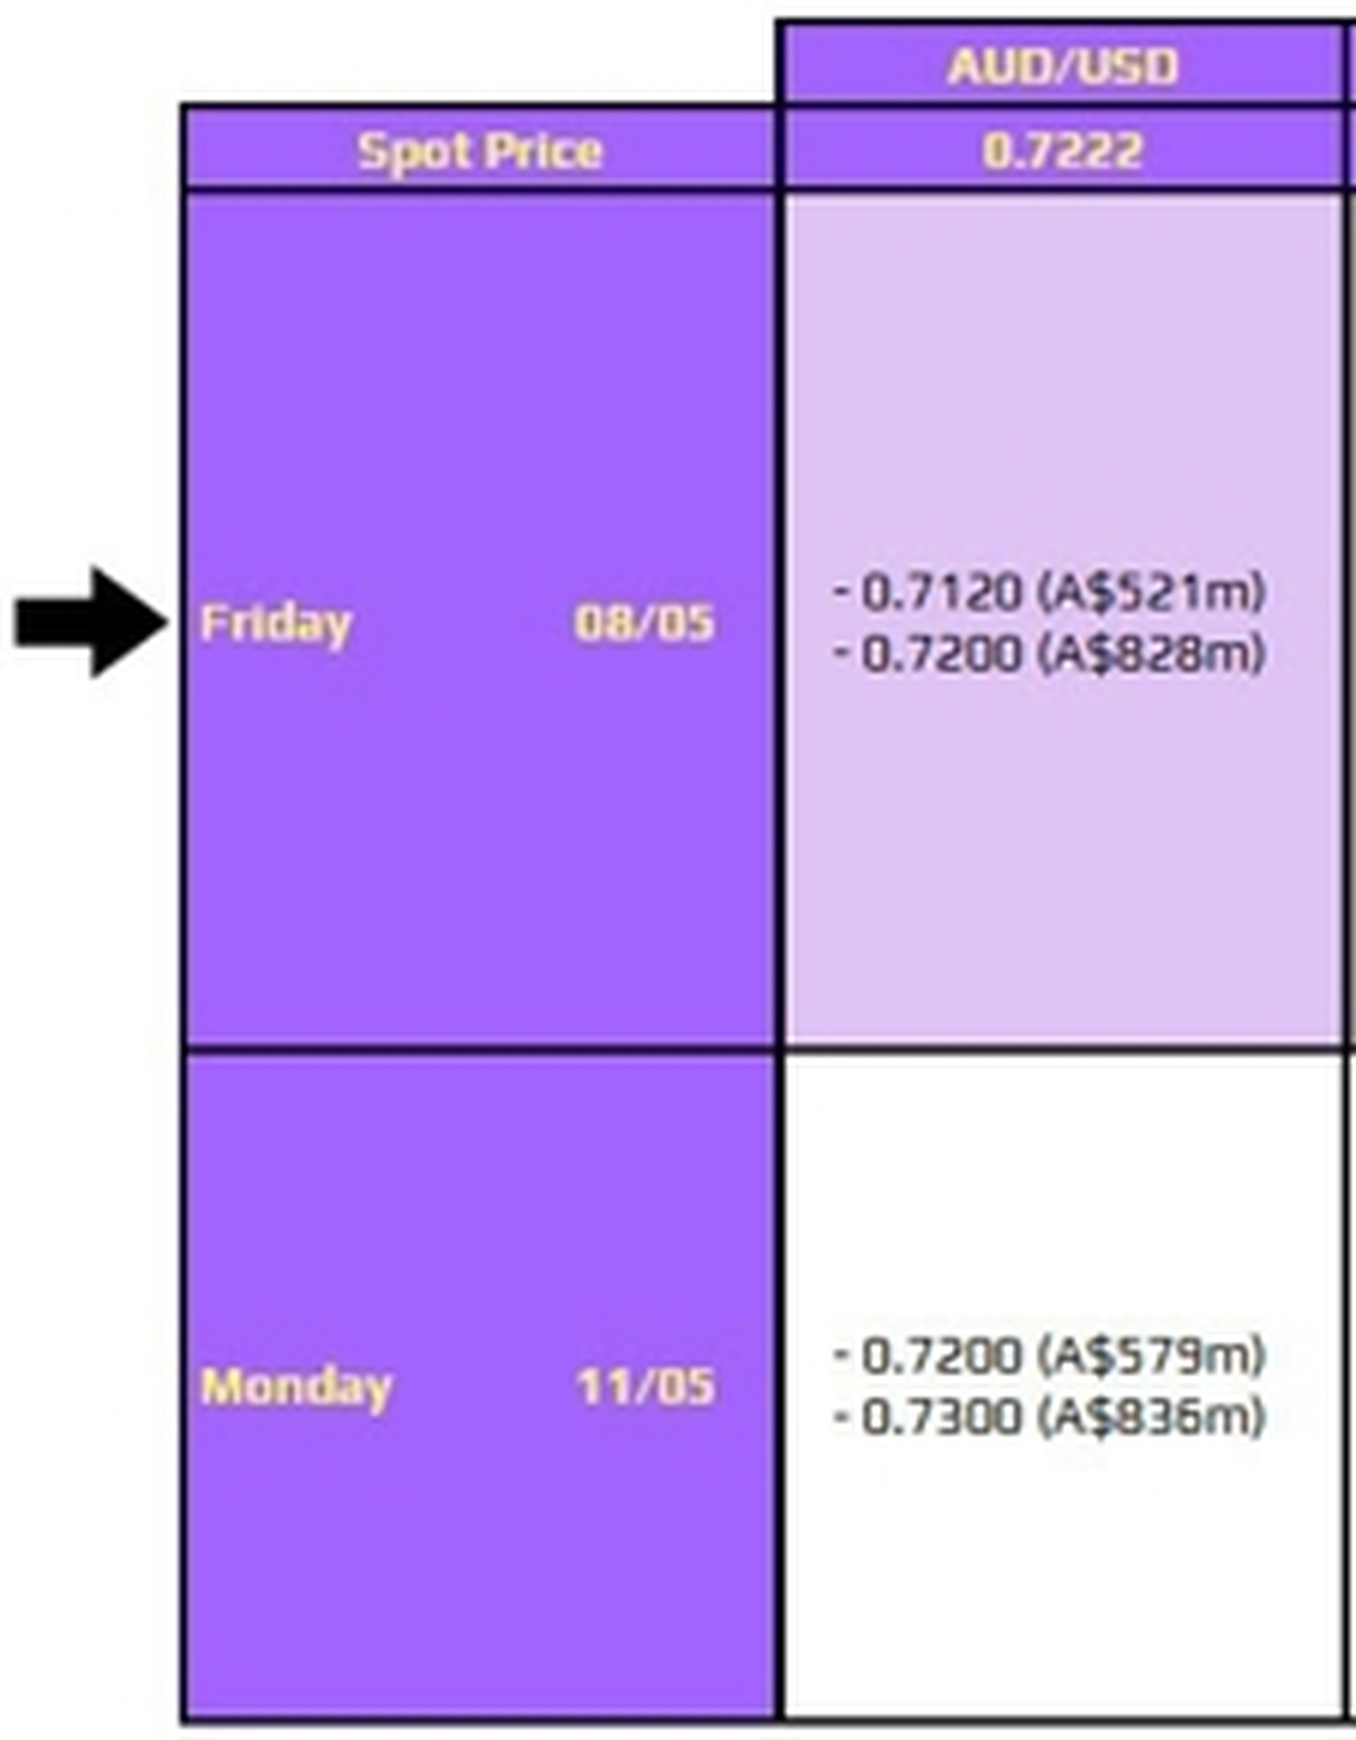 AUD/USD
Spot Price 0.7222
Friday 08/05
- 0.7120 (A$521m)
- 0.7200 (A$828m)
Monday 11/05
- 0.7200 (A$579m)
- 0.7300 (A$836m)